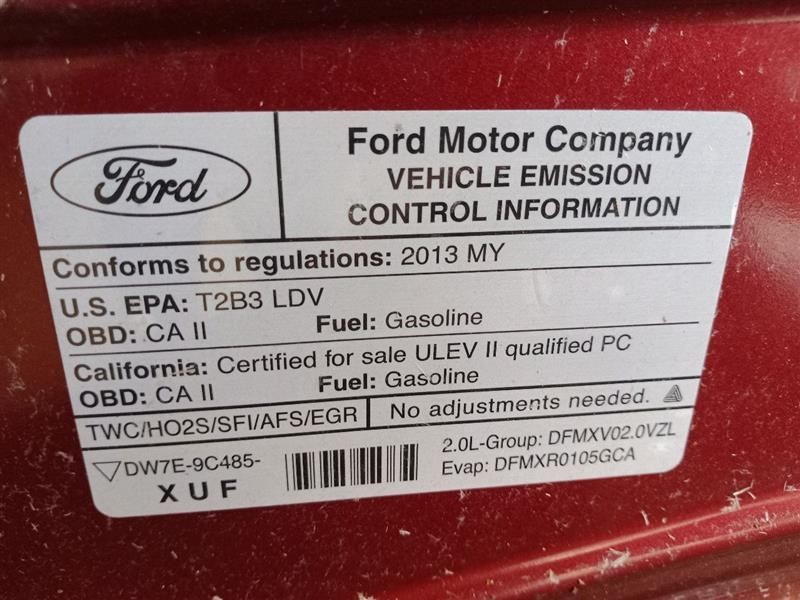 Ford
Ford Motor Company
VEHICLE EMISSION
CONTROL INFORMATION
Conforms to regulations: 2013 MY
U.S. EPA: T2B3 LDV
OBD: CA II Fuel: Gasoline
California: Certified for sale ULEV II qualified PC
OBD: CA II Fuel: Gasoline
TWC/HO2S/SFI/AFS/EGR No adjustments needed.
DW7E-9C485-
XUF
2.0L-Group: DFMXV02.0VZL
Evap: DFMXR0105GCA